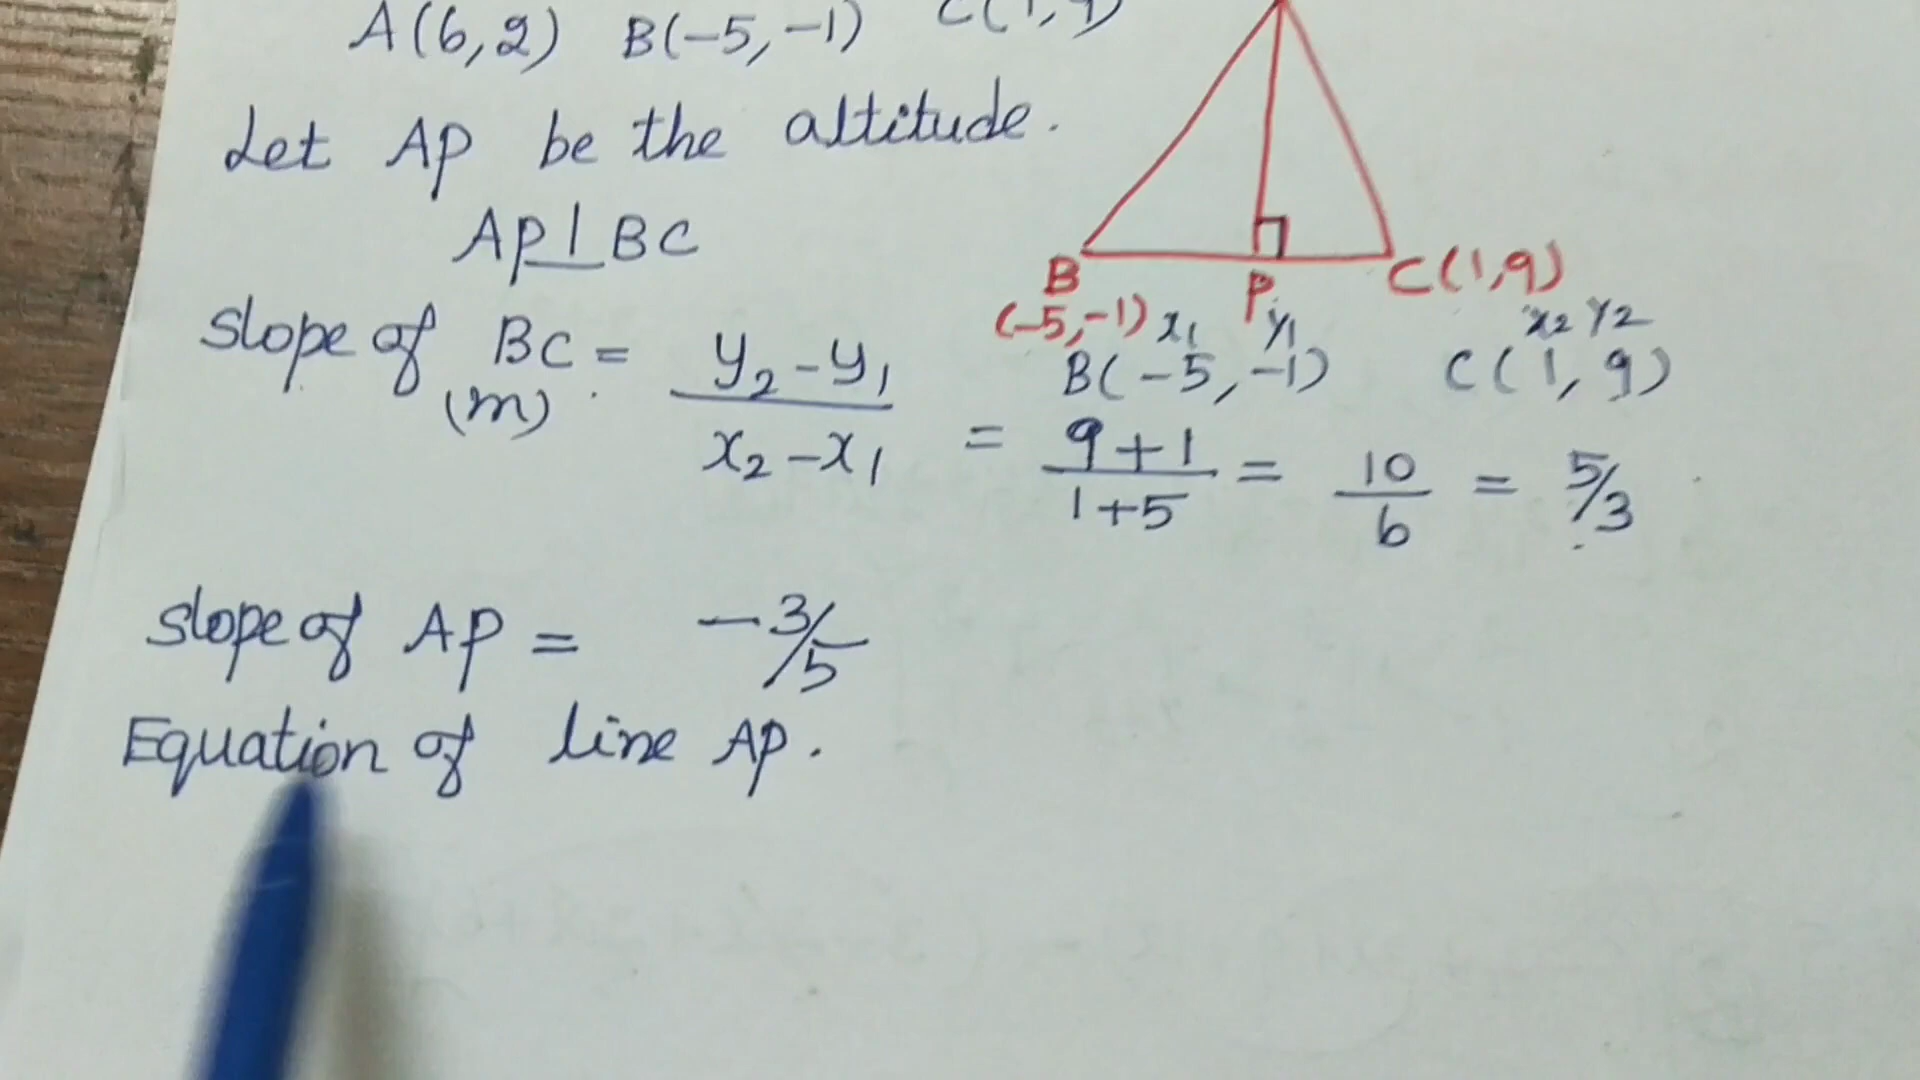 A(6,2) B(-5,-1) C(1,9)
Let AP be the altitude.
AP⊥BC
B P C(1,9)
(-5,-1)
x₁ y₁ x₂ y₂
B(-5,-1) C(1,9)
Slope of BC = y₂-y₁ / x₂-x₁ = 9+1 / 1+5 = 10/6 = 5/3
(m)
Slope of AP = -3/5
Equation of line AP.